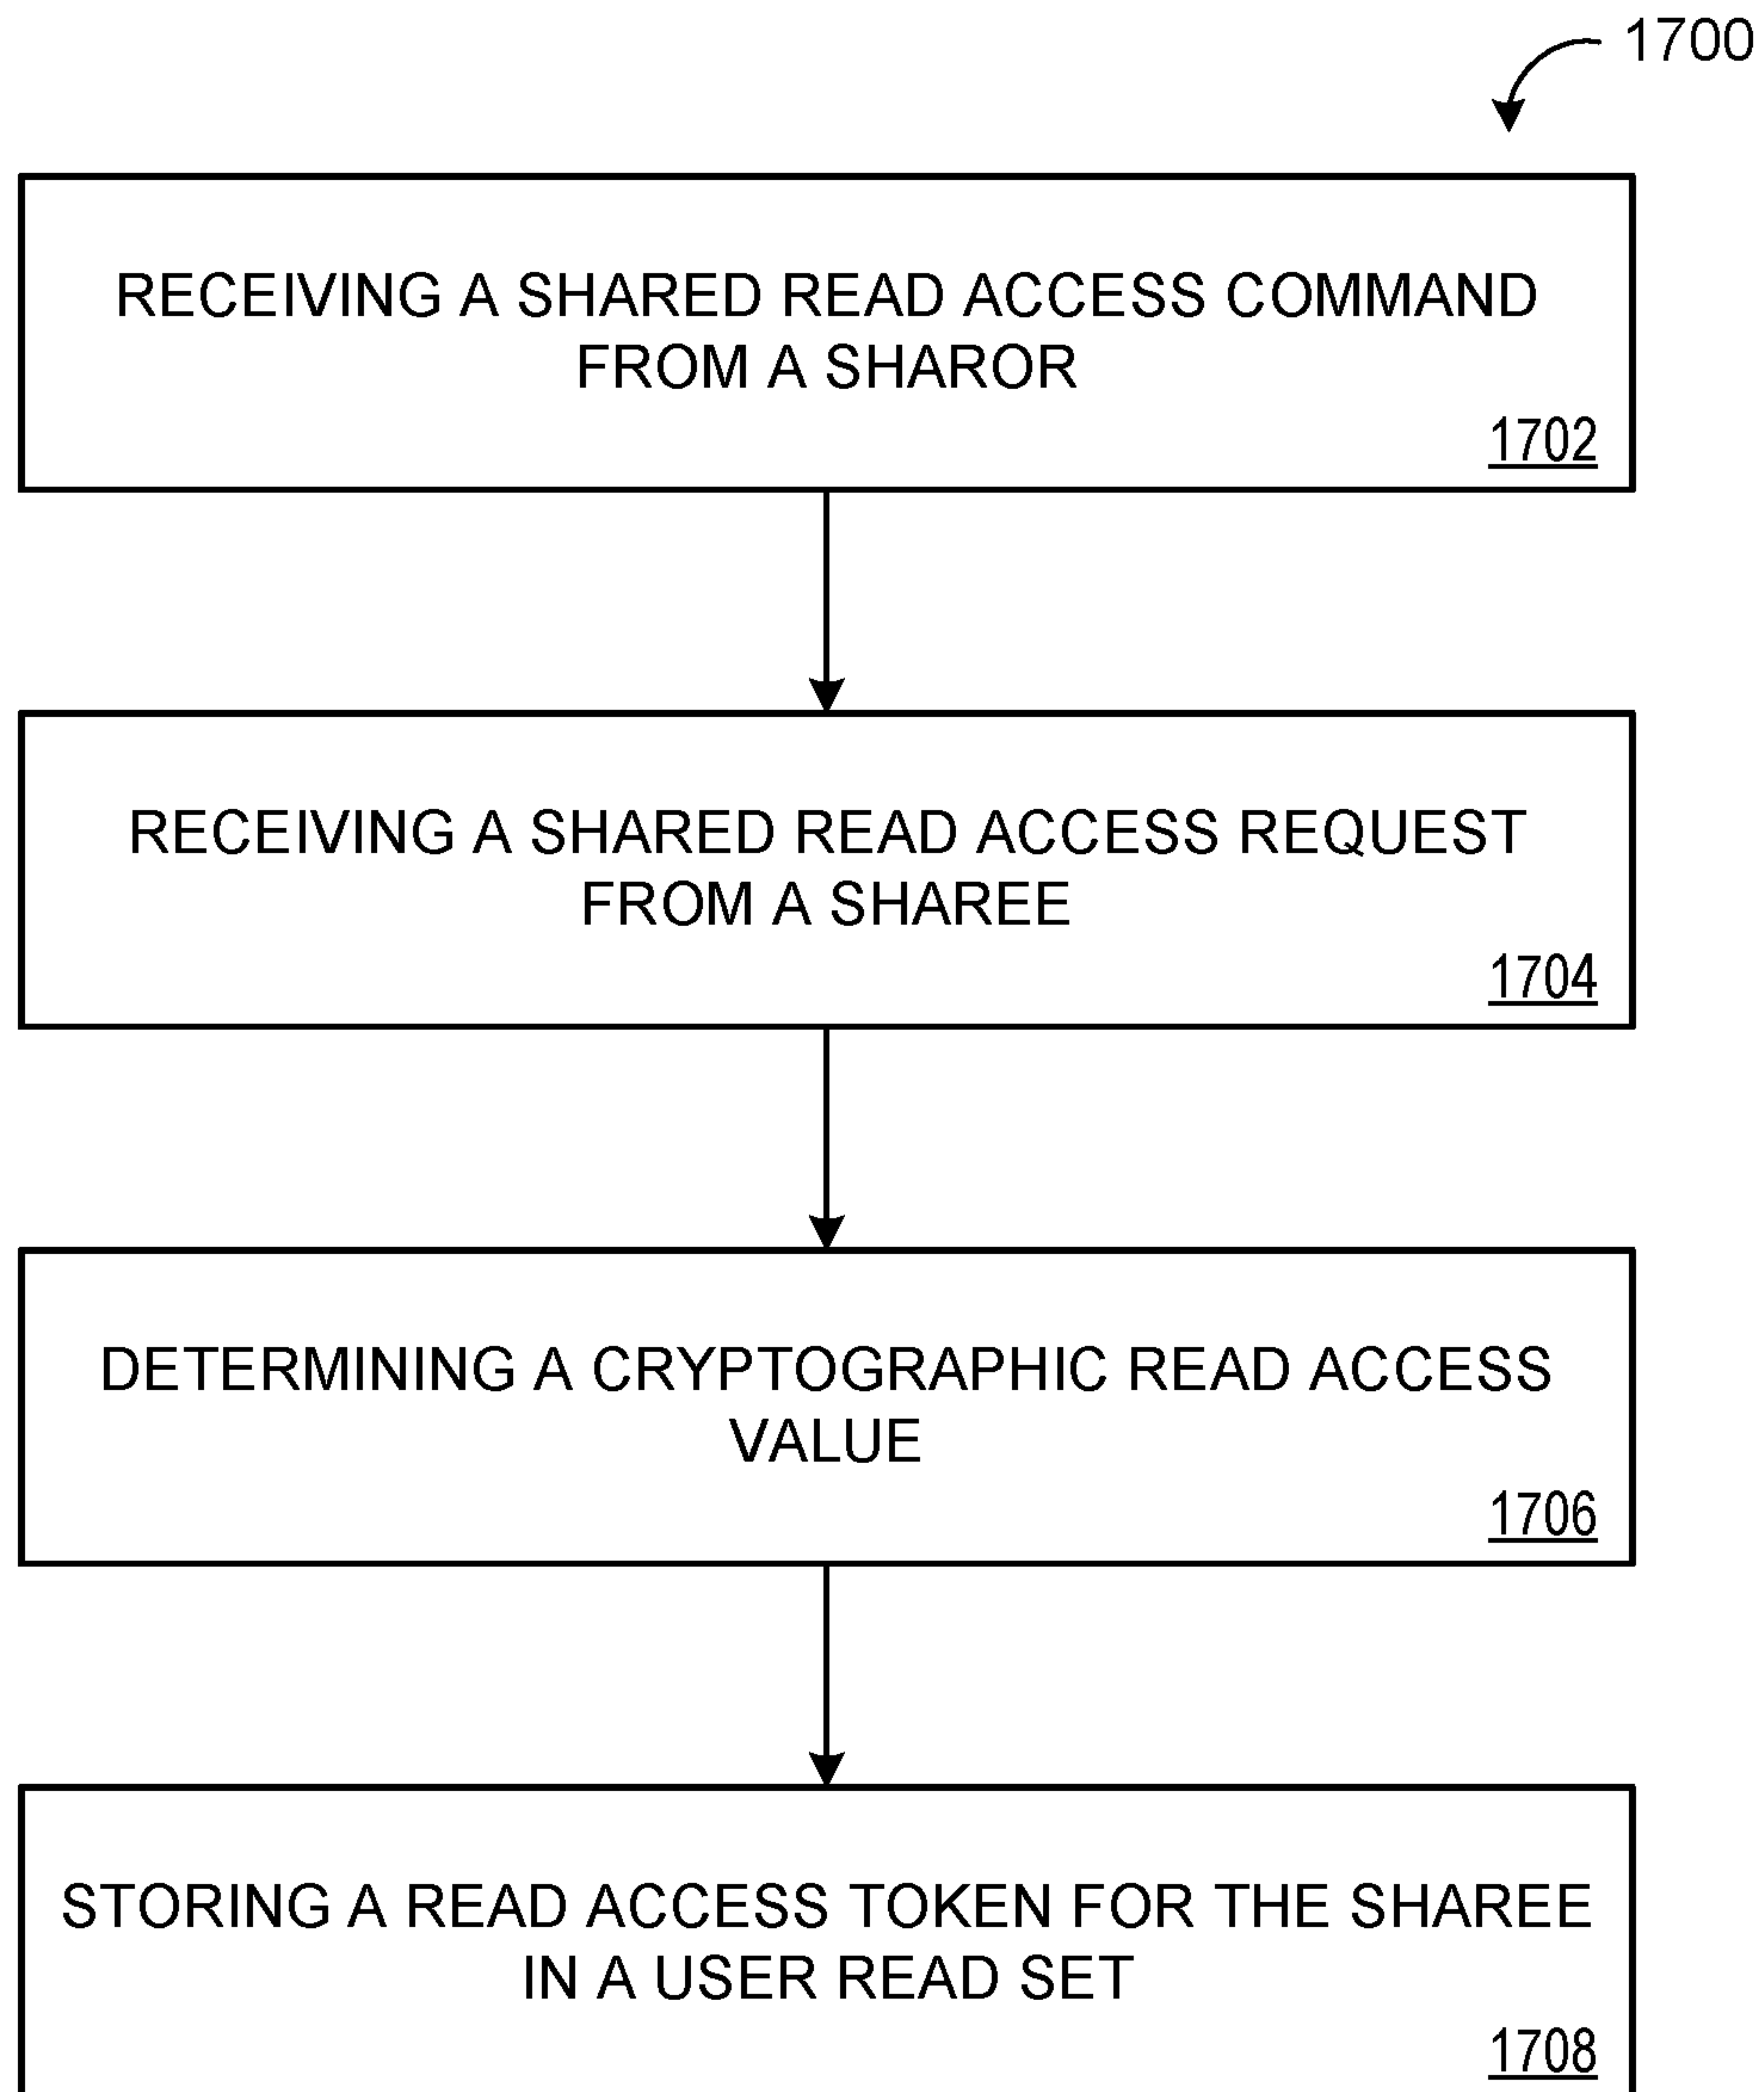 1700
RECEIVING A SHARED READ ACCESS COMMAND
FROM A SHAROR
1702
RECEIVING A SHARED READ ACCESS REQUEST
FROM A SHAREE
1704
DETERMINING A CRYPTOGRAPHIC READ ACCESS
VALUE
1706
STORING A READ ACCESS TOKEN FOR THE SHAREE
IN A USER READ SET
1708